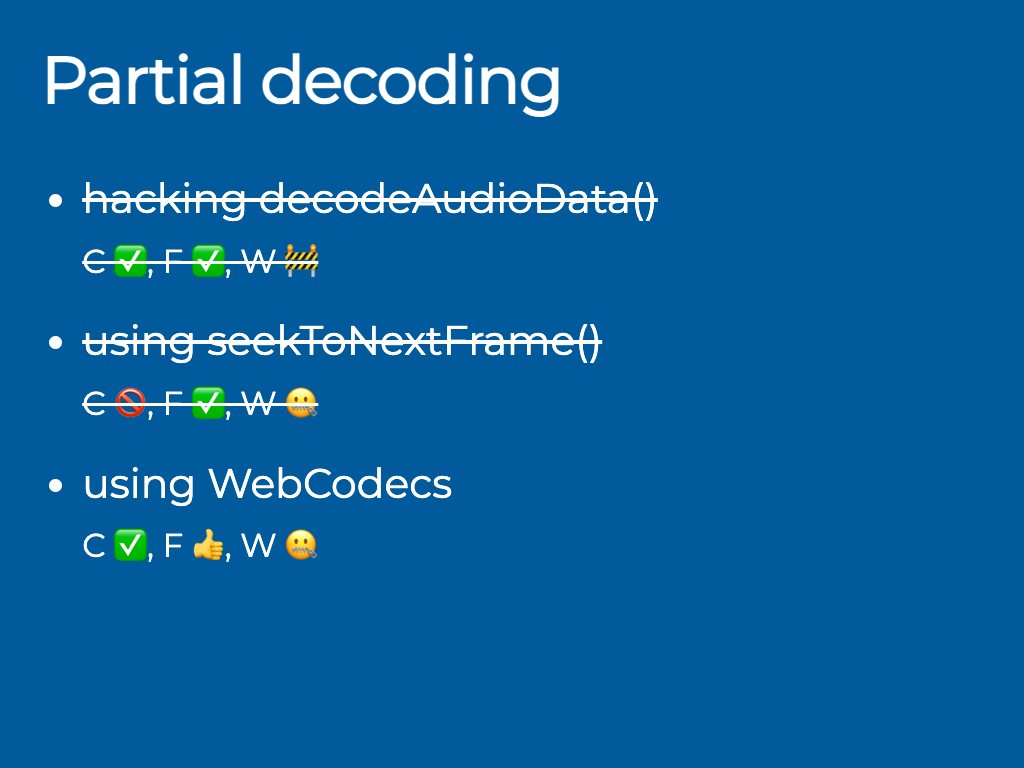 Partial decoding
• hacking decodeAudioData()
C ✅, F ✅, W 🚧
• using seekToNextFrame()
C 🚫, F ✅, W 🤐
• using WebCodecs
C ✅, F 👍, W 🤐